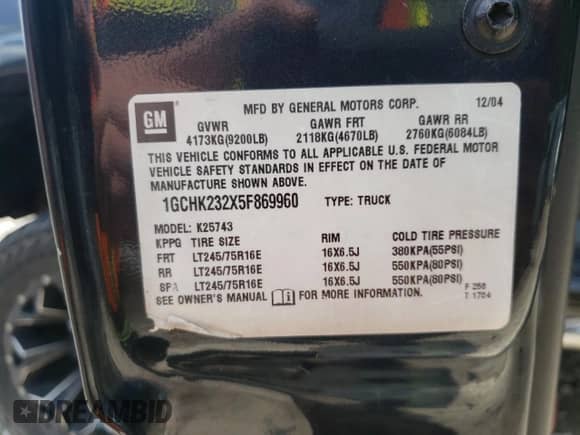 GM
MFD BY GENERAL MOTORS CORP. 12/04
GVWR GAWR FRT GAWR RR
4173KG(9200LB) 2118KG(4670LB) 2760KG(6084LB)
THIS VEHICLE CONFORMS TO ALL APPLICABLE U.S. FEDERAL MOTOR
VEHICLE SAFETY STANDARDS IN EFFECT ON THE DATE OF
MANUFACTURE SHOWN ABOVE.
1GCHK232X5F869960 TYPE: TRUCK
MODEL: K25743
KPPG TIRE SIZE RIM COLD TIRE PRESSURE
FRT LT245/75R16E 16X6.5J 380KPA(55PSI)
RR LT245/75R16E 16X6.5J 550KPA(80PSI)
SPA LT245/75R16E 16X6.5J 550KPA(80PSI)
SEE OWNER'S MANUAL FOR MORE INFORMATION.
F 258
T 1704
DREAMBID